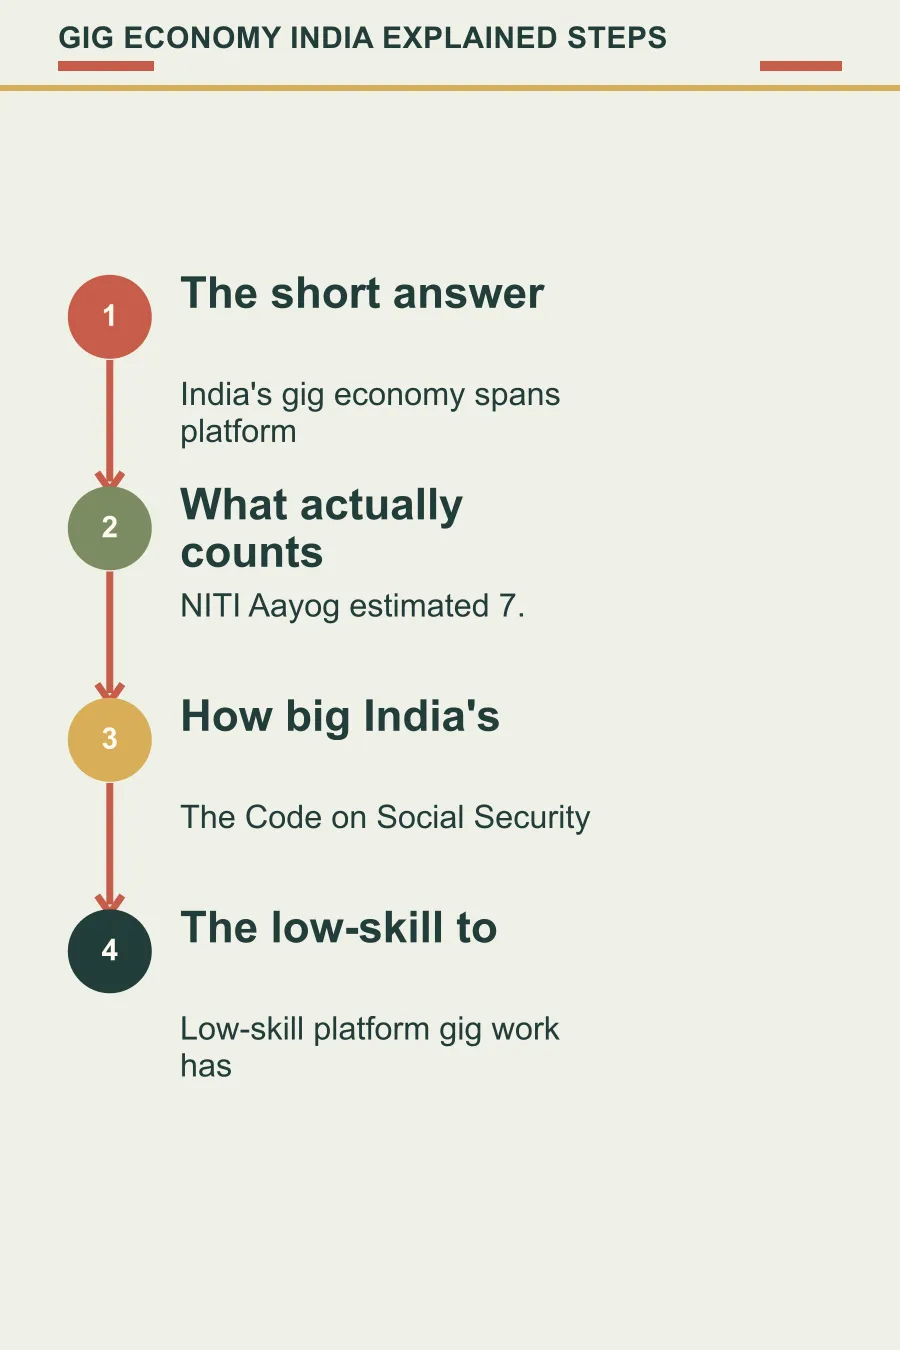 GIG ECONOMY INDIA EXPLAINED STEPS
1
The short answer
India's gig economy spans
platform
2
What actually
counts
NITI Aayog estimated 7.
3
How big India's
The Code on Social Security
4
The low-skill to
Low-skill platform gig work
has